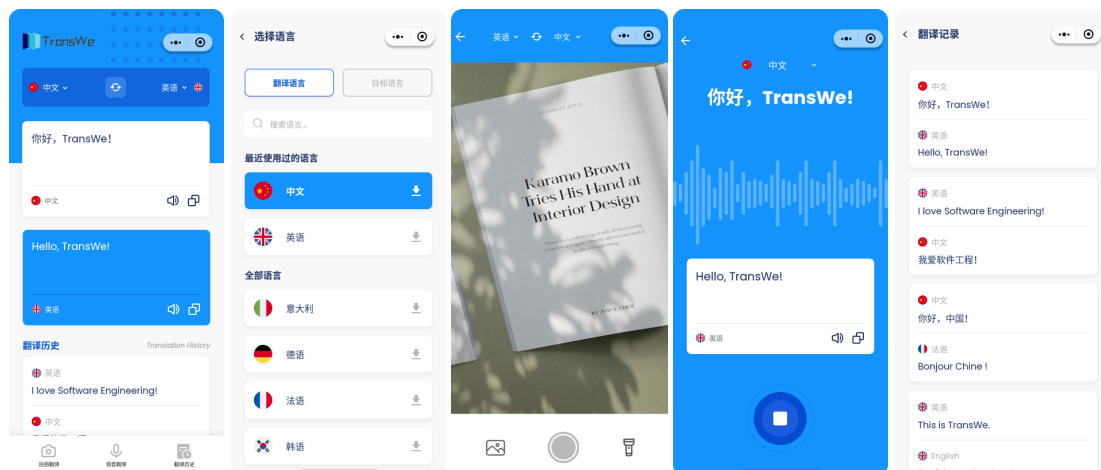 TransWe
中文
英语
你好，TransWe!
中文
Hello, TransWe!
英语
翻译历史
Translation History
英语
I love Software Engineering!
中文
拍照翻译
语音翻译
翻译历史
选择语言
翻译语言
目标语言
搜索语言...
最近使用过的语言
中文
英语
全部语言
意大利
德语
法语
韩语
英语
中文
CELEBRITY STYLE
Karamo Brown
Tries His Hand at
Interior Design
BY JOYCE CHEN
中文
你好，TransWe!
Hello, TransWe!
英语
翻译记录
中文
你好，TransWe!
英语
Hello, TransWe!
英语
I love Software Engineering!
中文
我爱软件工程！
中文
你好，中国！
法语
Bonjour Chine !
英语
This is TransWe.
English